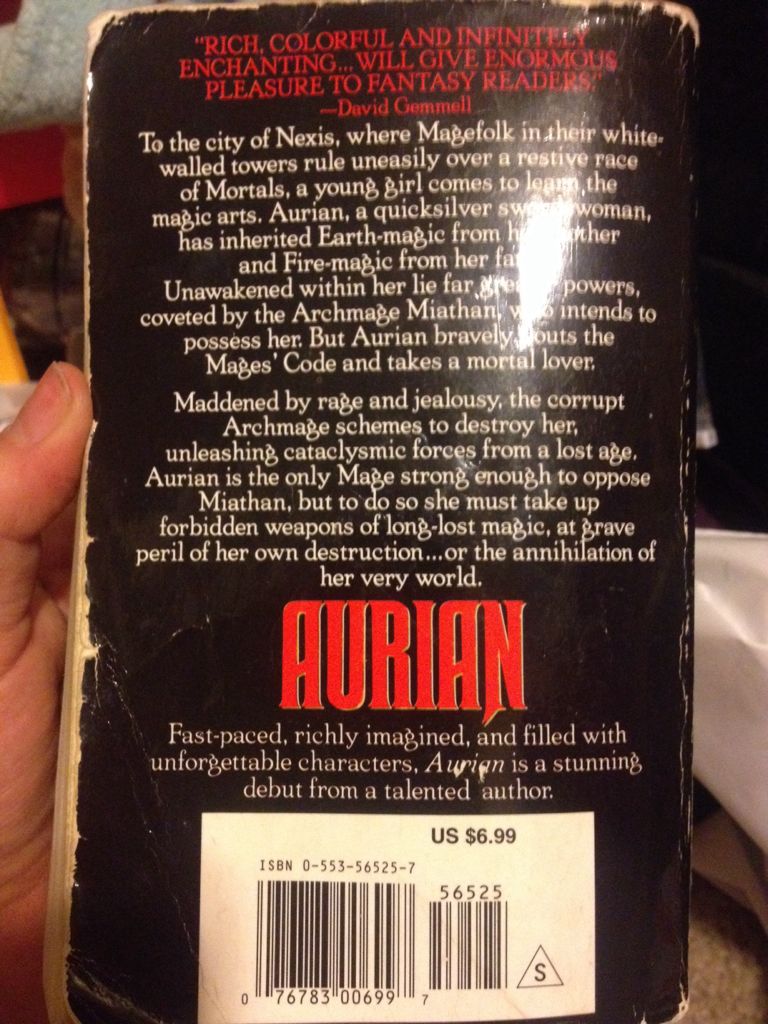 "RICH, COLORFUL AND INFINITELY
ENCHANTING... WILL GIVE ENORMOUS
PLEASURE TO FANTASY READERS."
—David Gemmell
To the city of Nexis, where Magefolk in their white-
walled towers rule uneasily over a restive race
of Mortals, a young girl comes to learn the
magic arts. Aurian, a quicksilver swordswoman,
has inherited Earth-magic from her mother
and Fire-magic from her father.
Unawakened within her lie far greater powers,
coveted by the Archmage Miathan, who intends to
possess her. But Aurian bravely flouts the
Mages' Code and takes a mortal lover.
Maddened by rage and jealousy, the corrupt
Archmage schemes to destroy her,
unleashing cataclysmic forces from a lost age.
Aurian is the only Mage strong enough to oppose
Miathan, but to do so she must take up
forbidden weapons of long-lost magic, at grave
peril of her own destruction...or the annihilation of
her very world.
AURIAN
Fast-paced, richly imagined, and filled with
unforgettable characters, Aurian is a stunning
debut from a talented author.
US $6.99
ISBN 0-553-56525-7
56525
S
0 76783 00699 7